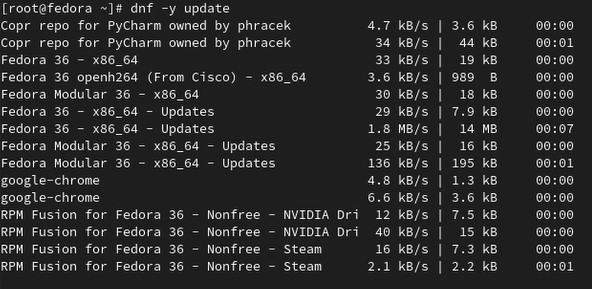 [root@fedora ~]# dnf -y update
Copr repo for PyCharm owned by phracek 4.7 kB/s | 3.6 kB 00:00
Copr repo for PyCharm owned by phracek 34 kB/s | 44 kB 00:01
Fedora 36 - x86_64 33 kB/s | 19 kB 00:00
Fedora 36 openh264 (From Cisco) - x86_64 3.6 kB/s | 989 B 00:00
Fedora Modular 36 - x86_64 30 kB/s | 18 kB 00:00
Fedora 36 - x86_64 - Updates 29 kB/s | 7.9 kB 00:00
Fedora 36 - x86_64 - Updates 1.8 MB/s | 14 MB 00:07
Fedora Modular 36 - x86_64 - Updates 25 kB/s | 16 kB 00:00
Fedora Modular 36 - x86_64 - Updates 136 kB/s | 195 kB 00:01
google-chrome 4.8 kB/s | 1.3 kB 00:00
google-chrome 6.6 kB/s | 3.6 kB 00:00
RPM Fusion for Fedora 36 - Nonfree - NVIDIA Dri 12 kB/s | 7.5 kB 00:00
RPM Fusion for Fedora 36 - Nonfree - NVIDIA Dri 40 kB/s | 15 kB 00:00
RPM Fusion for Fedora 36 - Nonfree - Steam 16 kB/s | 7.3 kB 00:00
RPM Fusion for Fedora 36 - Nonfree - Steam 2.1 kB/s | 2.2 kB 00:01